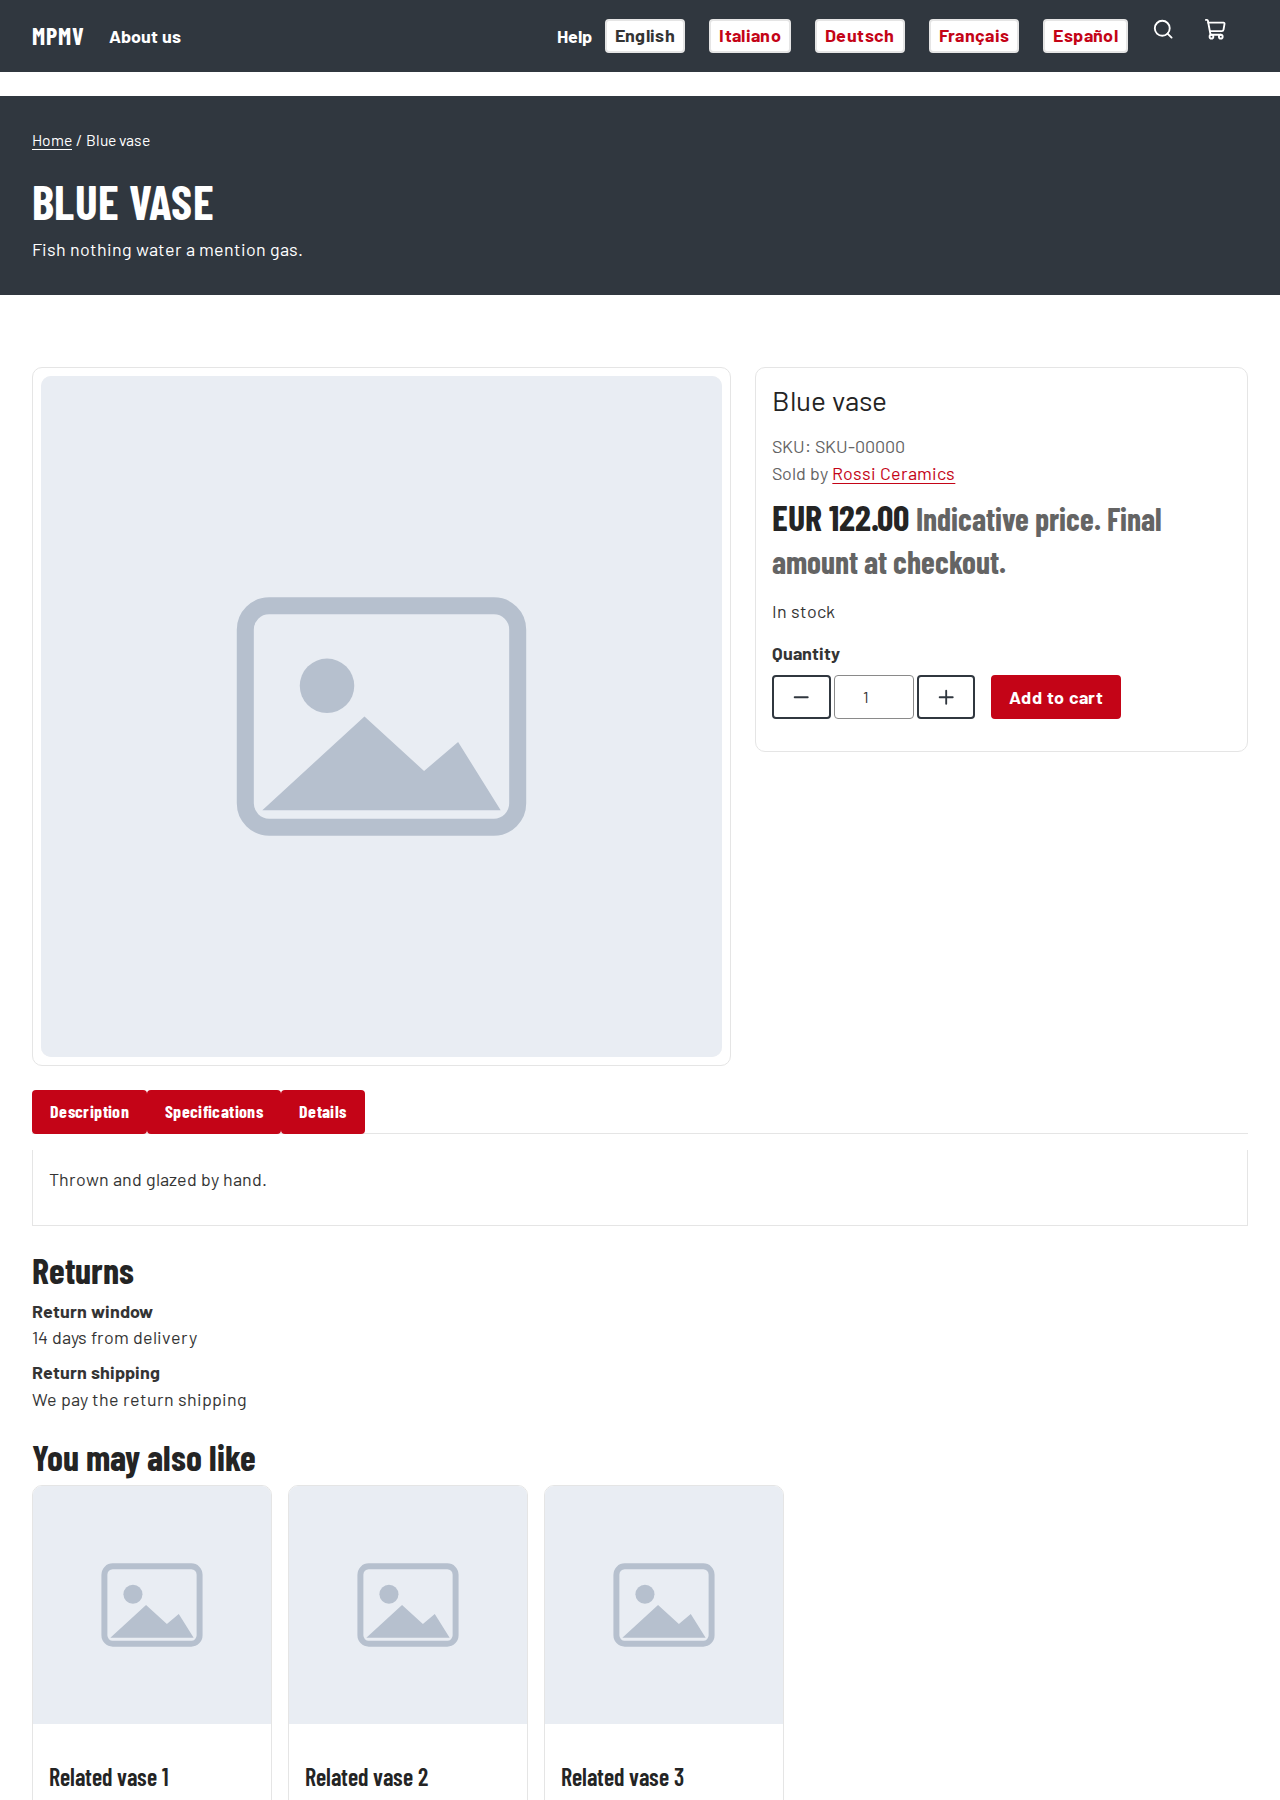 MPMV About us Help English Italiano Deutsch Français Español
Home / Blue vase
BLUE VASE
Fish nothing water a mention gas.
Blue vase
SKU: SKU-00000
Sold by Rossi Ceramics
EUR 122.00 Indicative price. Final
amount at checkout.
In stock
Quantity
1 Add to cart
Description Specifications Details
Thrown and glazed by hand.
Returns
Return window
14 days from delivery
Return shipping
We pay the return shipping
You may also like
Related vase 1 Related vase 2 Related vase 3